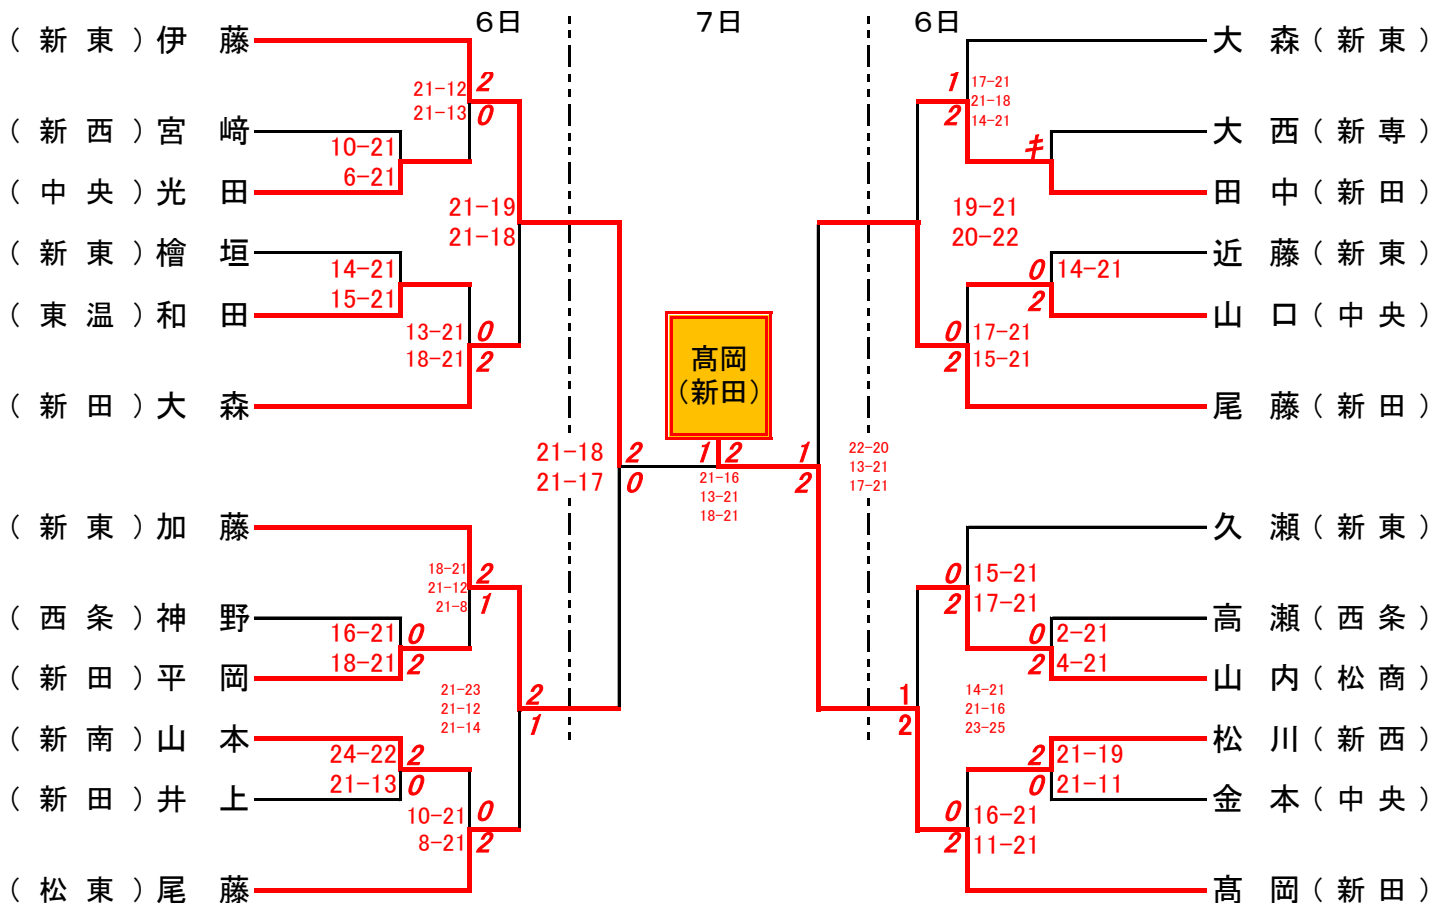 6日
7日
6日
(新東)伊藤
21-12
21-13
2
0
(新西)宮﨑
10-21
6-21
(中央)光田
21-19
21-18
(新東)檜垣
14-21
15-21
(東温)和田
13-21
18-21
0
2
(新田)大森
21-18
21-17
2
0
(新東)加藤
18-21
21-12
21-8
2
1
(西条)神野
16-21
18-21
0
2
(新田)平岡
21-23
21-12
21-14
2
1
(新南)山本
24-22
21-13
2
0
(新田)井上
10-21
8-21
0
2
(松東)尾藤
髙岡
(新田)
1
2
21-16
13-21
18-21
大森(新東)
1
2
17-21
21-18
14-21
大西(新専)
キ
田中(新田)
19-21
20-22
近藤(新東)
0
2
14-21
山口(中央)
0
2
17-21
15-21
尾藤(新田)
1
2
22-20
13-21
17-21
久瀬(新東)
0
2
15-21
17-21
高瀬(西条)
0
2
2-21
4-21
山内(松商)
1
2
14-21
21-16
23-25
松川(新西)
2
0
21-19
21-11
金本(中央)
0
2
16-21
11-21
髙岡(新田)